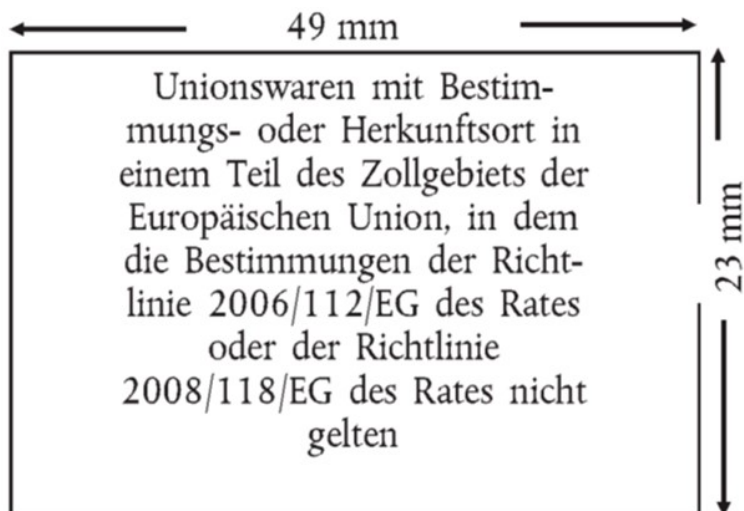 49 mm
Unionswaren mit Bestim-
mungs- oder Herkunftsort in
einem Teil des Zollgebiets der
Europäischen Union, in dem
die Bestimmungen der Richt-
linie 2006/112/EG des Rates
oder der Richtlinie
2008/118/EG des Rates nicht
gelten
23 mm